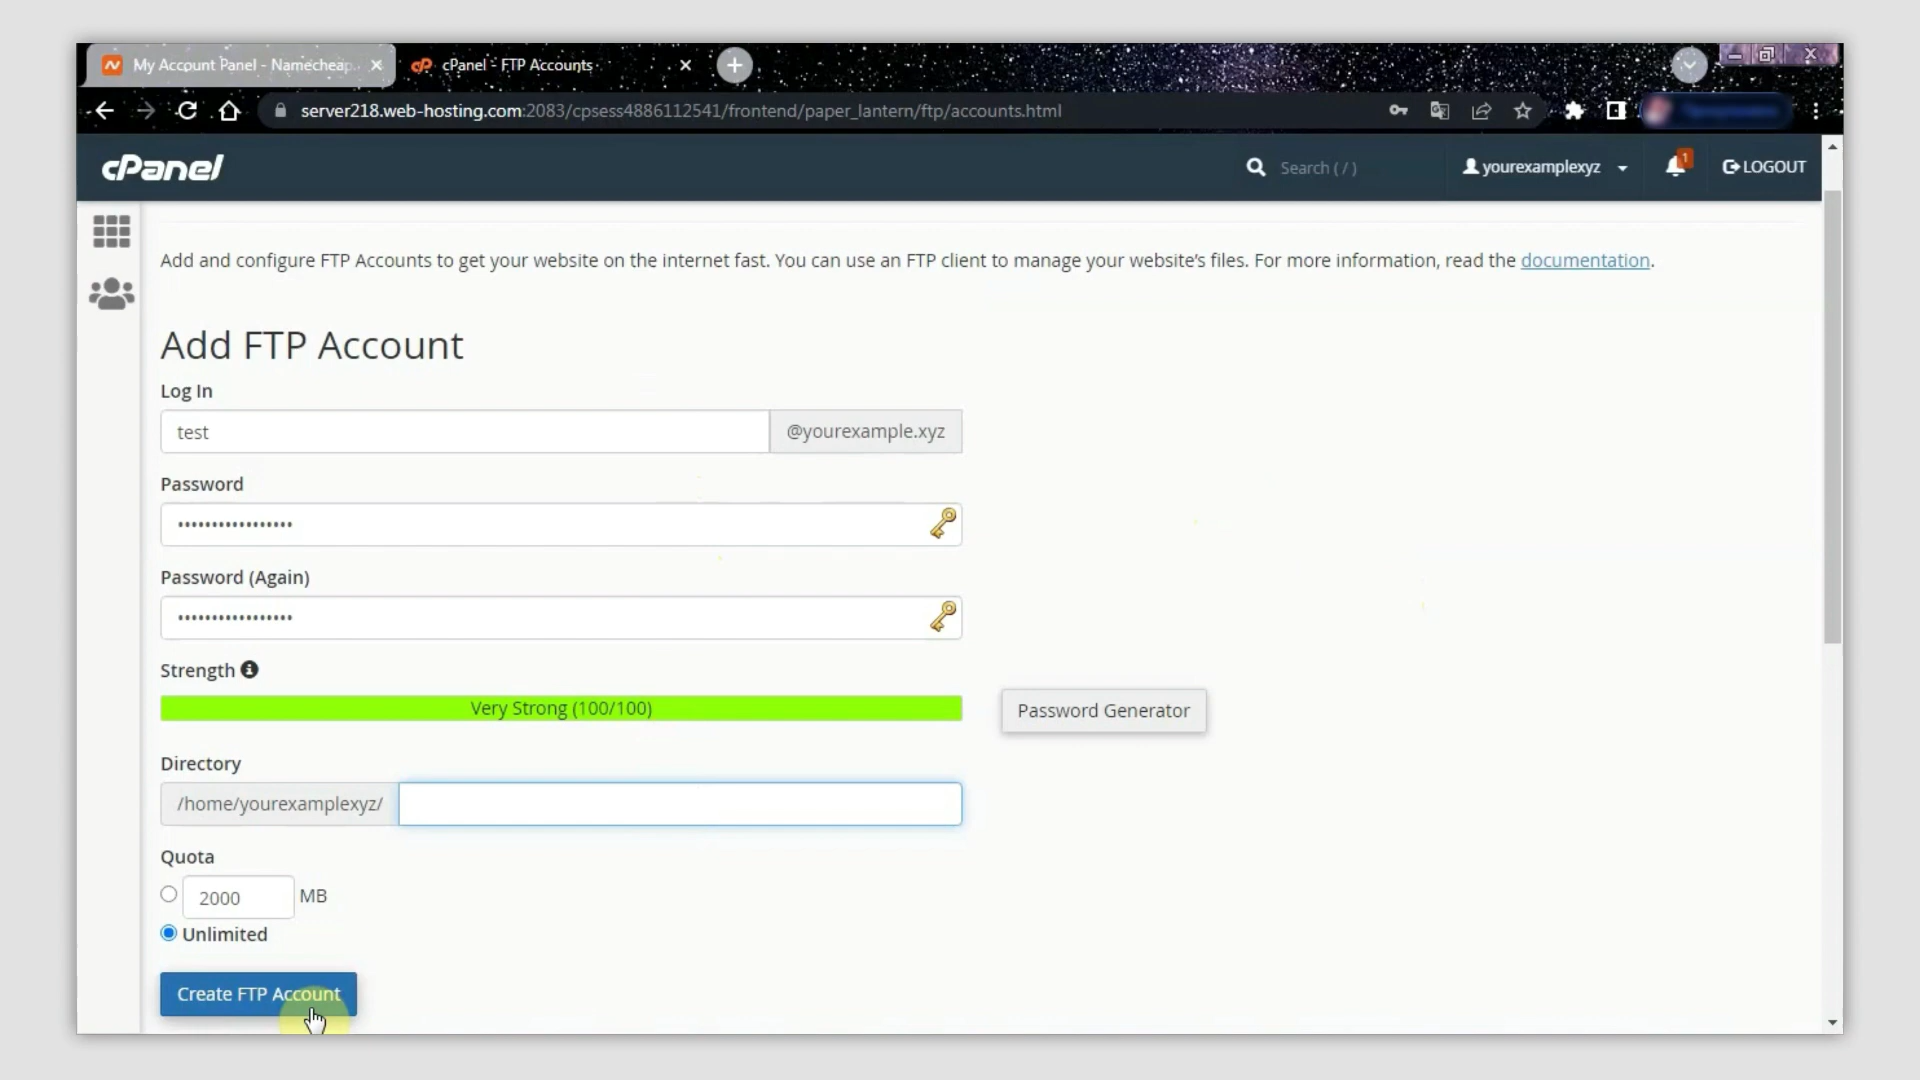 My Account Panel - Namecheap
cPanel - FTP Accounts
server218.web-hosting.com:2083/cpsess4886112541/frontend/paper_lantern/ftp/accounts.html
cPanel
Search ( / )
yourexamplexyz
1
LOGOUT
Add and configure FTP Accounts to get your website on the internet fast. You can use an FTP client to manage your website's files. For more information, read the documentation.
Add FTP Account
Log In
test
@yourexample.xyz
Password
•••••••••••••••••
Password (Again)
•••••••••••••••••
Strength
Very Strong (100/100)
Password Generator
Directory
/home/yourexamplexyz/
Quota
2000 MB
Unlimited
Create FTP Account